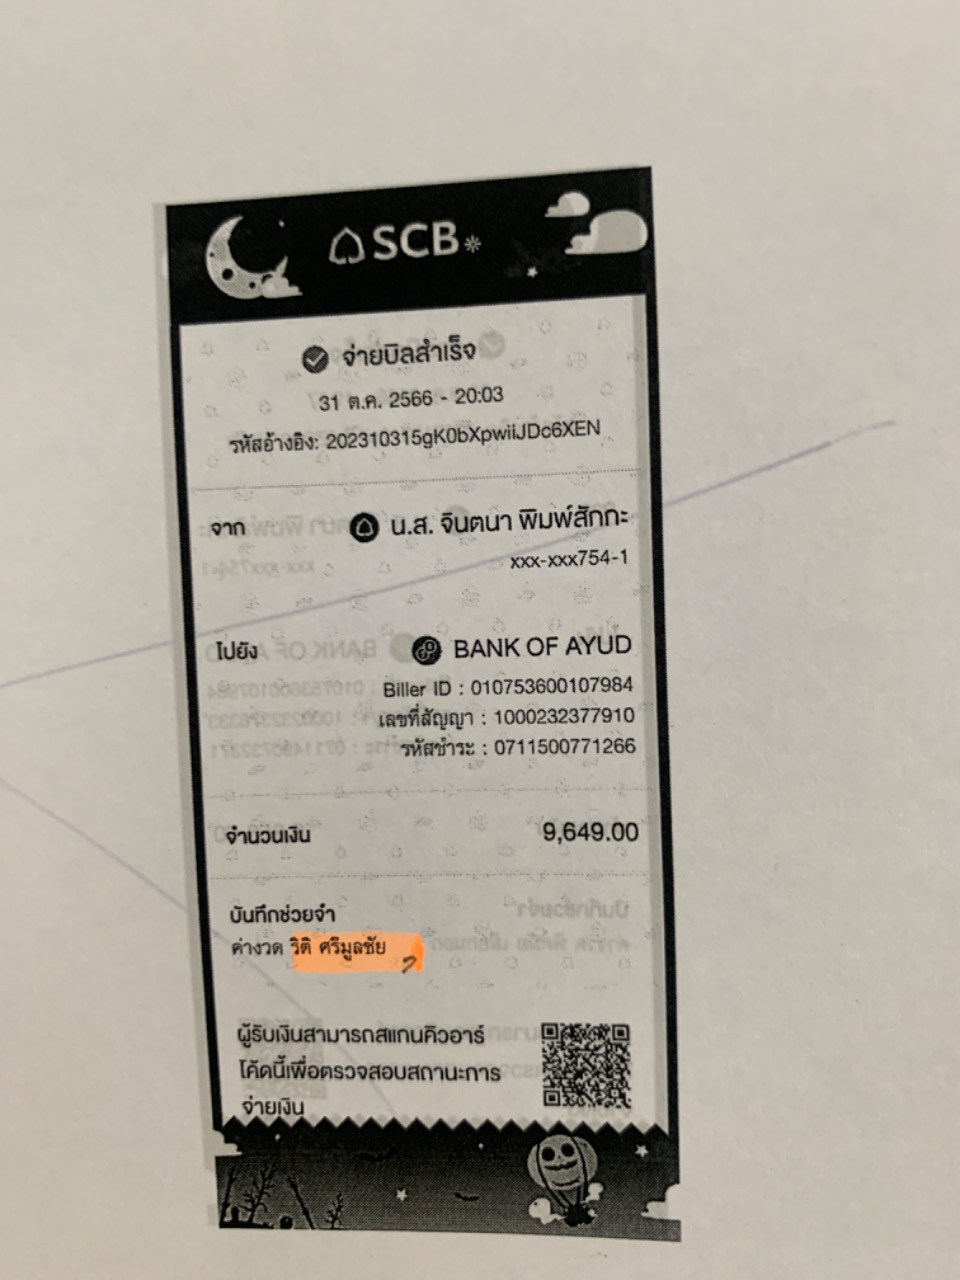 SCB
จ่ายบิลสำเร็จ
31 ต.ค. 2566 - 20:03
รหัสอ้างอิง: 202310315gK0bXpwiiJDc6XEN
จาก น.ส. จินตนา พิมพ์สักกะ
xxx-xxx754-1
ไปยัง BANK OF AYUD
Biller ID : 010753600107984
เลขที่สัญญา : 1000232377910
รหัสชำระ : 0711500771266
จำนวนเงิน 9,649.00
บันทึกช่วยจำ
ค่างวด วิติ ศรีมูลชัย
ผู้รับเงินสามารถสแกนคิวอาร์
โค้ดนี้เพื่อตรวจสอบสถานะการ
จ่ายเงิน